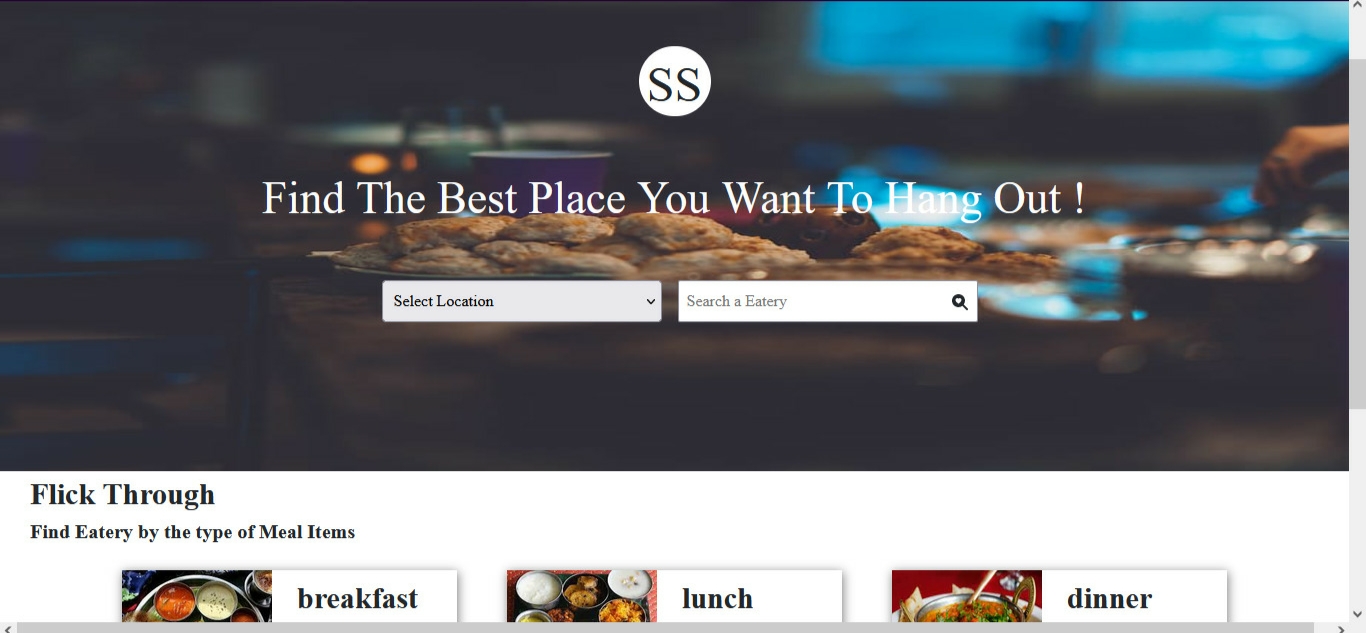 SS
Find The Best Place You Want To Hang Out !
Select Location
Search a Eatery
Flick Through
Find Eatery by the type of Meal Items
breakfast
lunch
dinner